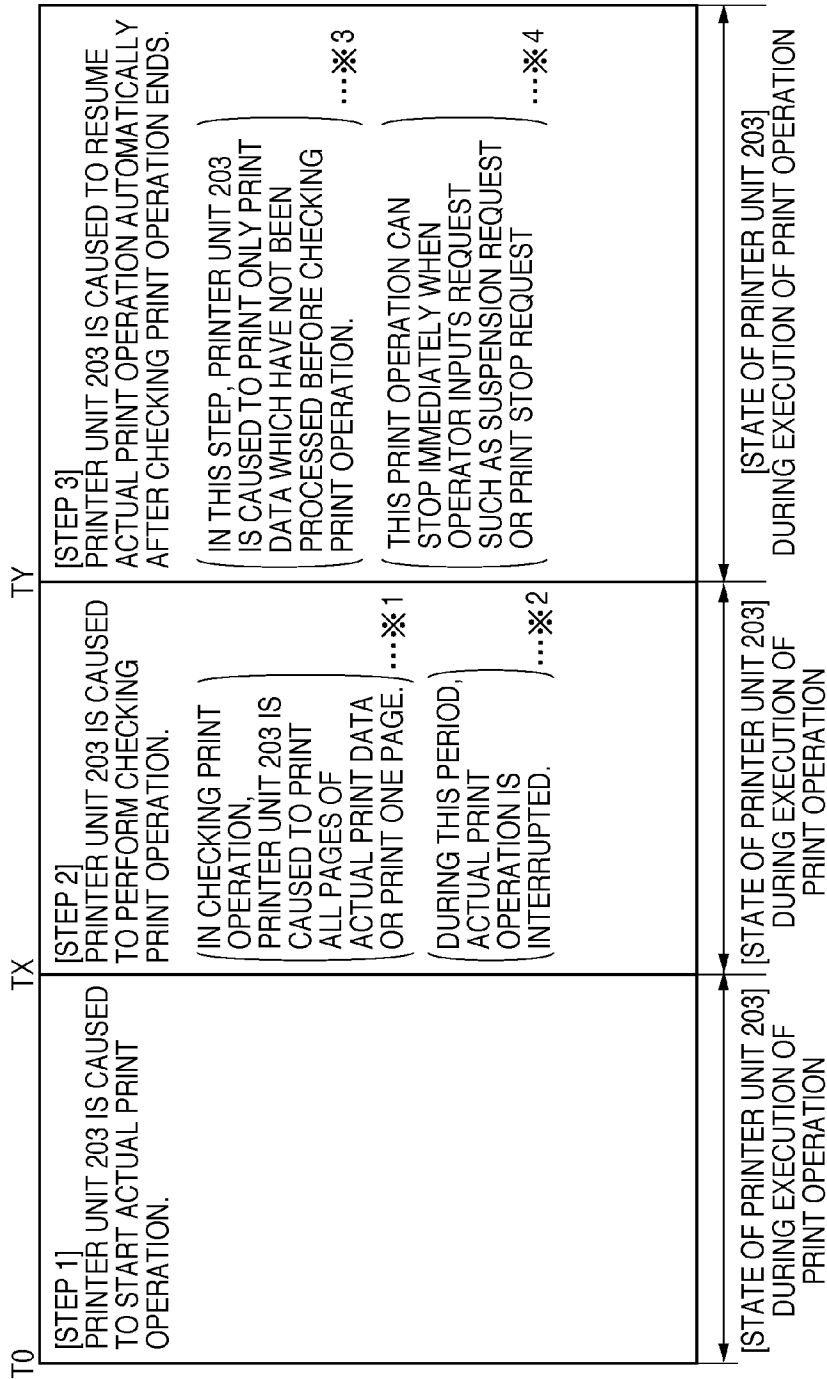 T0
TX
TY
[STEP 1]
PRINTER UNIT 203 IS CAUSED
TO START ACTUAL PRINT
OPERATION.
[STEP 2]
PRINTER UNIT 203 IS CAUSED
TO PERFORM CHECKING
PRINT OPERATION.
IN CHECKING PRINT
OPERATION,
PRINTER UNIT 203 IS
CAUSED TO PRINT
ALL PAGES OF
ACTUAL PRINT DATA
OR PRINT ONE PAGE. …※1
DURING THIS PERIOD,
ACTUAL PRINT
OPERATION IS
INTERRUPTED. …※2
[STEP 3]
PRINTER UNIT 203 IS CAUSED TO RESUME
ACTUAL PRINT OPERATION AUTOMATICALLY
AFTER CHECKING PRINT OPERATION ENDS.
IN THIS STEP, PRINTER UNIT 203
IS CAUSED TO PRINT ONLY PRINT
DATA WHICH HAVE NOT BEEN
PROCESSED BEFORE CHECKING
PRINT OPERATION. …※3
THIS PRINT OPERATION CAN
STOP IMMEDIATELY WHEN
OPERATOR INPUTS REQUEST
SUCH AS SUSPENSION REQUEST
OR PRINT STOP REQUEST …※4
[STATE OF PRINTER UNIT 203]
DURING EXECUTION OF
PRINT OPERATION
[STATE OF PRINTER UNIT 203]
DURING EXECUTION OF
PRINT OPERATION
[STATE OF PRINTER UNIT 203]
DURING EXECUTION OF PRINT OPERATION